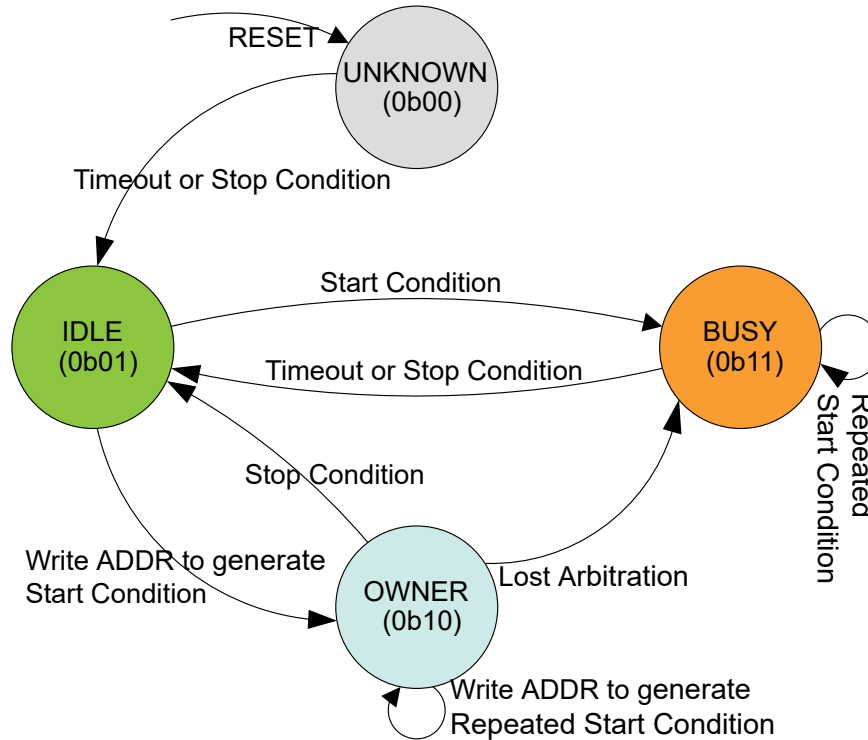 RESET
UNKNOWN
(0b00)
Timeout or Stop Condition
Start Condition
IDLE
(0b01)
BUSY
(0b11)
Timeout or Stop Condition
Repeated
Start Condition
Stop Condition
Write ADDR to generate
Start Condition
Lost Arbitration
OWNER
(0b10)
Write ADDR to generate
Repeated Start Condition